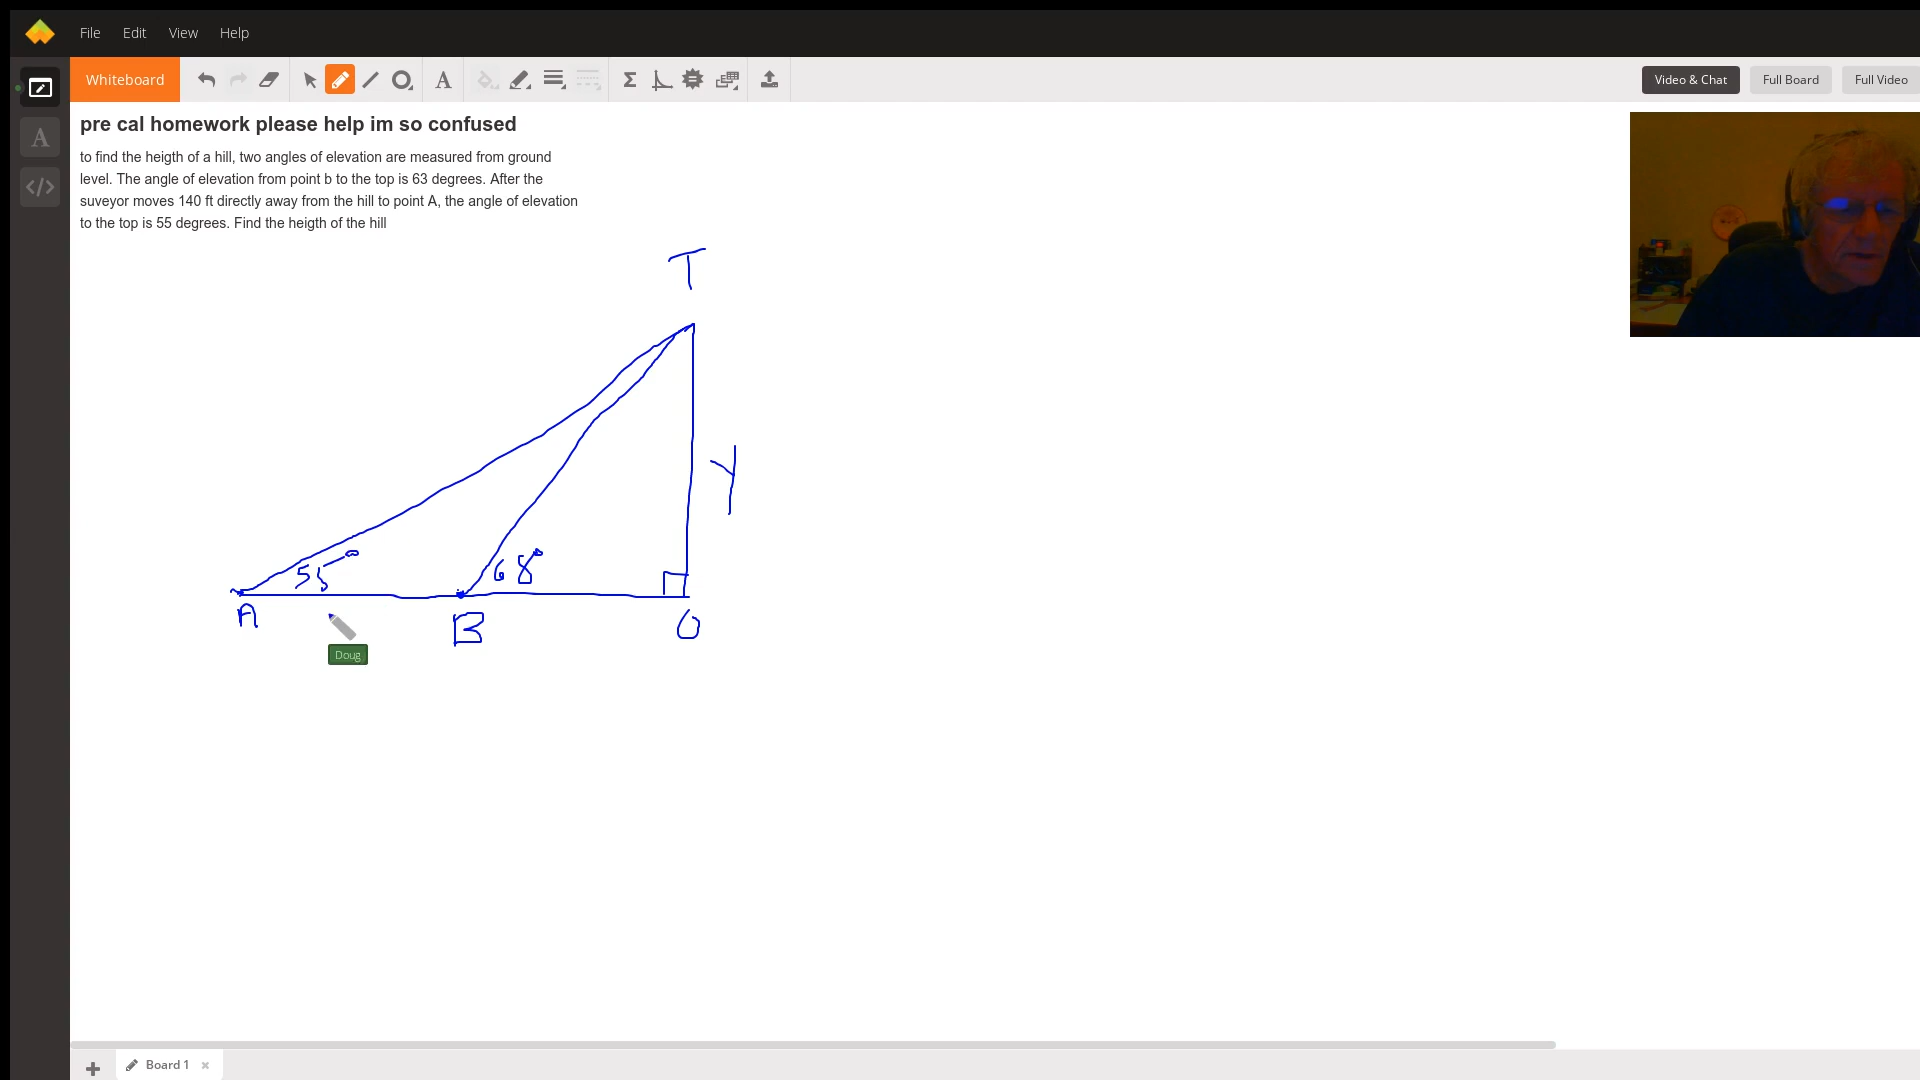 File Edit View Help
Whiteboard
Video & Chat Full Board Full Video
pre cal homework please help im so confused
to find the heigth of a hill, two angles of elevation are measured from ground
level. The angle of elevation from point b to the top is 63 degrees. After the
suveyor moves 140 ft directly away from the hill to point A, the angle of elevation
to the top is 55 degrees. Find the heigth of the hill
T
y
55° 68°
A B O
Doug
Board 1